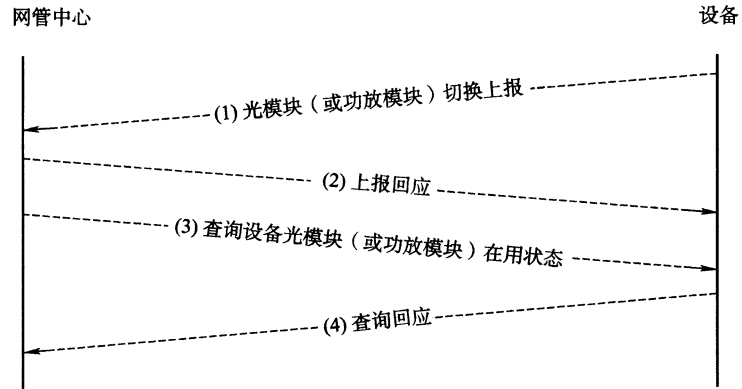 网管中心
设备
(1) 光模块（或功放模块）切换上报
(2) 上报回应
(3) 查询设备光模块（或功放模块）在用状态
(4) 查询回应